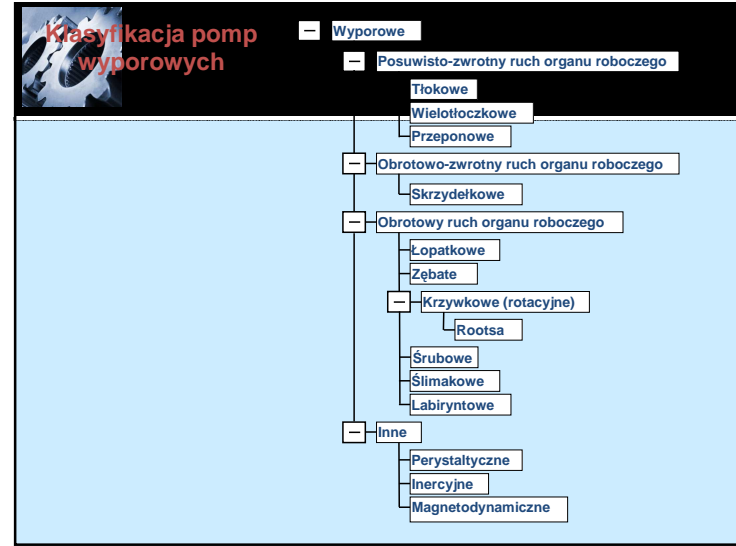 Klasyfikacja pomp
wyporowych
Wyporowe
Posuwisto-zwrotny ruch organu roboczego
Tłokowe
Wielotłoczkowe
Przeponowe
Obrotowo-zwrotny ruch organu roboczego
Skrzydełkowe
Obrotowy ruch organu roboczego
Łopatkowe
Zębate
Krzywkowe (rotacyjne)
Rootsa
Śrubowe
Ślimakowe
Labiryntowe
Inne
Perystaltyczne
Inercyjne
Magnetodynamiczne